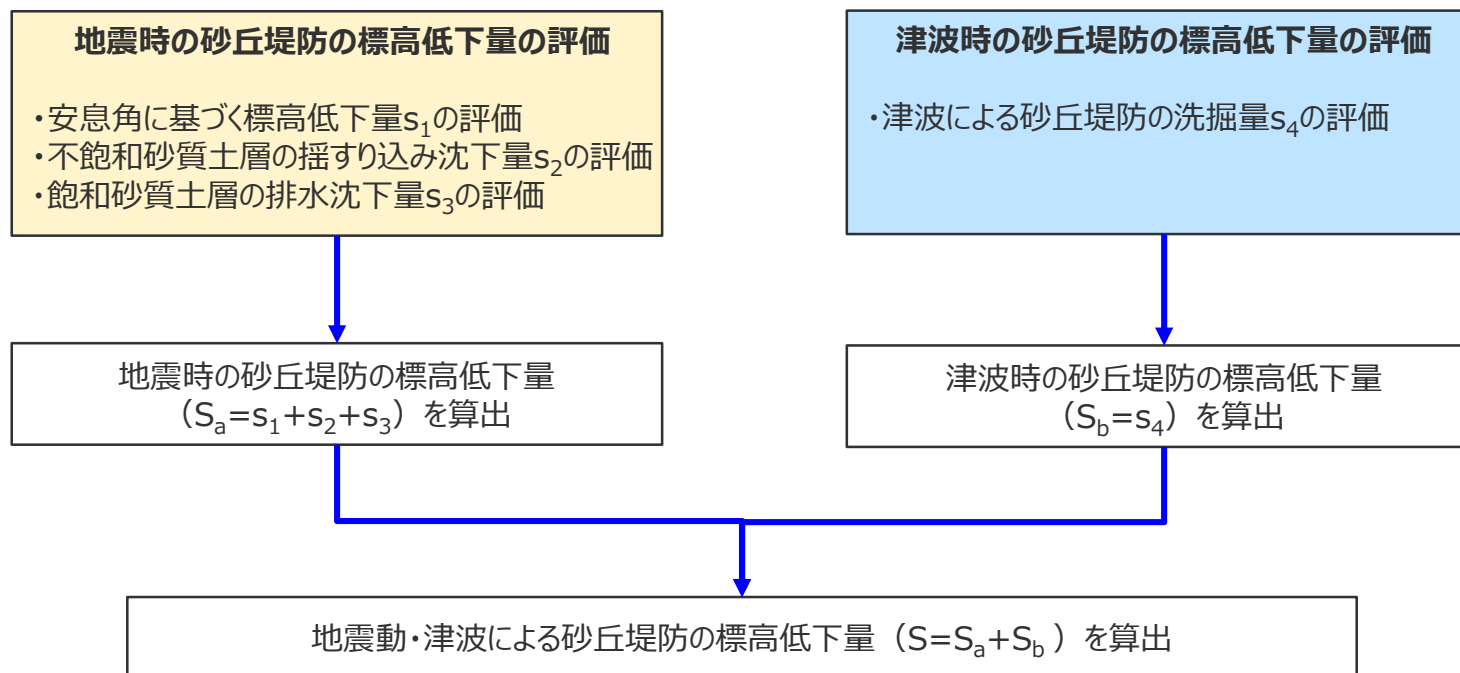 地震時の砂丘堤防の標高低下量の評価
・安息角に基づく標高低下量s₁の評価
・不飽和砂質土層の揺すり込み沈下量s₂の評価
・飽和砂質土層の排水沈下量s₃の評価
津波時の砂丘堤防の標高低下量の評価
・津波による砂丘堤防の洗掘量s₄の評価
地震時の砂丘堤防の標高低下量
（Sₐ=s₁+s₂+s₃）を算出
津波時の砂丘堤防の標高低下量
（S_b=s₄）を算出
地震動・津波による砂丘堤防の標高低下量（S=Sₐ+S_b ）を算出